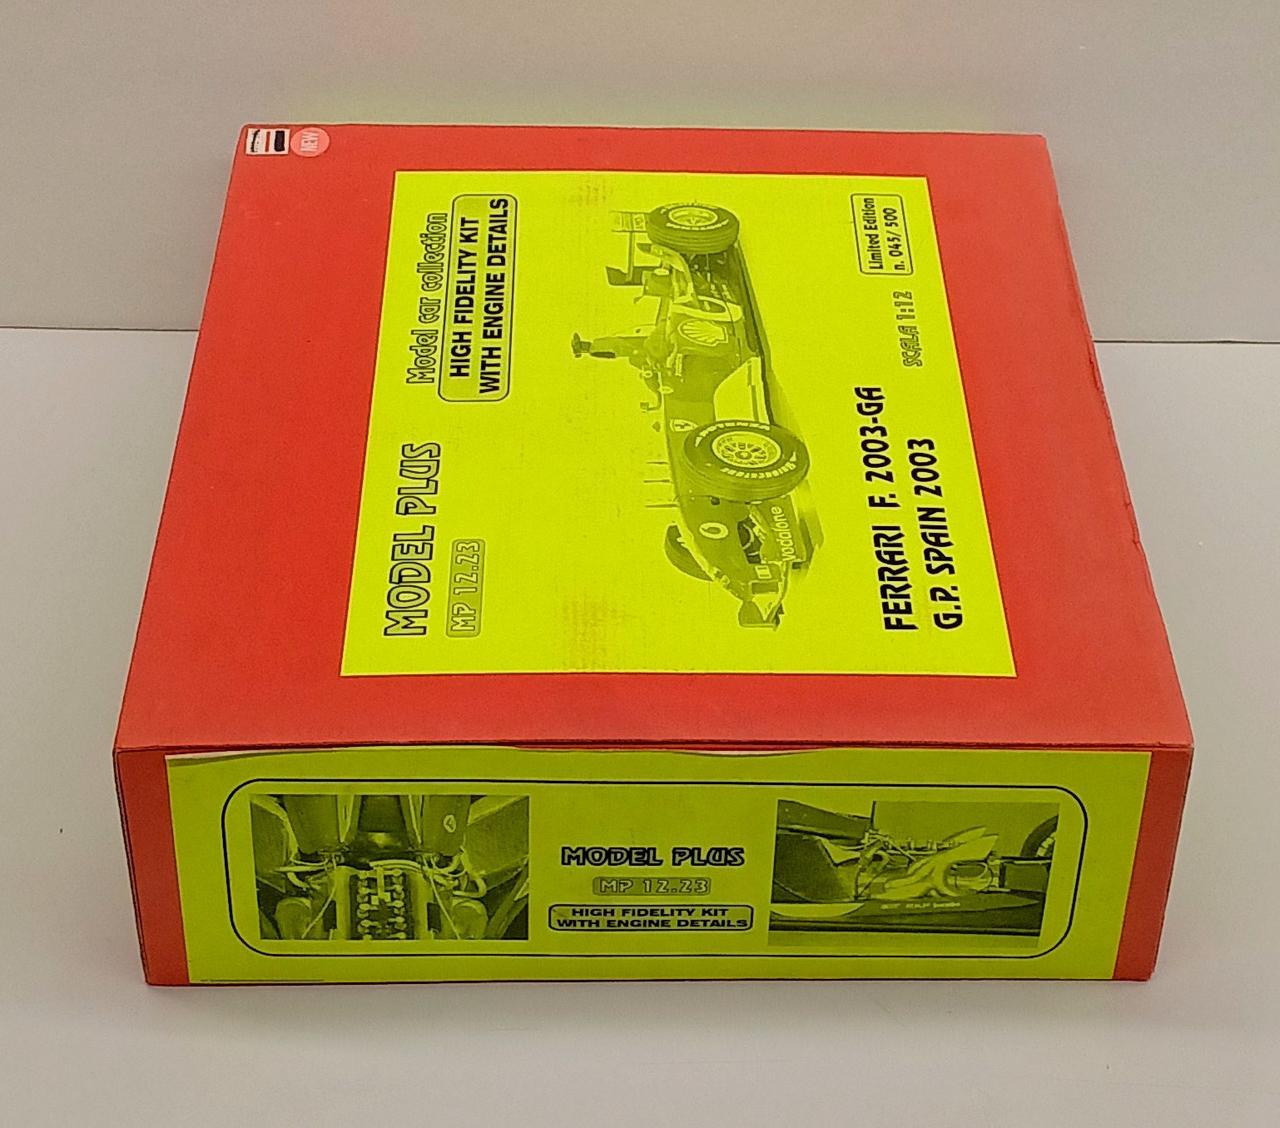 NEW
MODEL PLUS
Model car collection
MP 12.23
HIGH FIDELITY KIT
WITH ENGINE DETAILS
vodafone
BRIDGESTONE
FERRARI F. 2003-GA
G.P. SPAIN 2003
SCALA 1:12
Limited Edition
n. 045/ 500
MODEL PLUS
MP 12.23
HIGH FIDELITY KIT
WITH ENGINE DETAILS